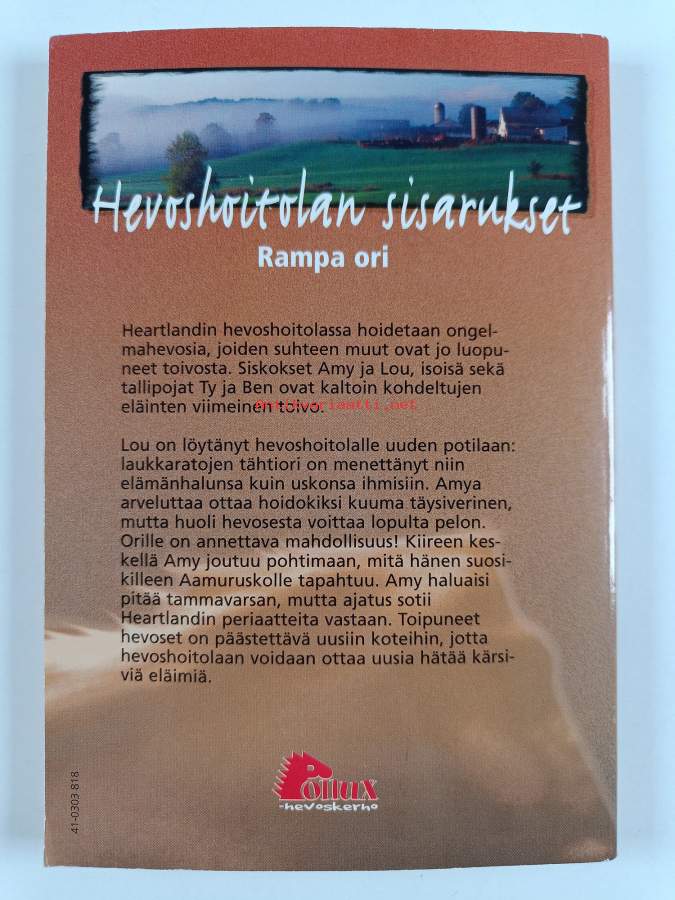 Hevoshoitolan sisarukset
Rampa ori
Heartlandin hevoshoitolassa hoidetaan ongel-
mahevosia, joiden suhteen muut ovat jo luopu-
neet toivosta. Siskokset Amy ja Lou, isoisä sekä
tallipojat Ty ja Ben ovat kaltoin kohdeltujen
eläinten viimeinen toivo.
Antikvariaatti.net
Lou on löytänyt hevoshoitolalle uuden potilaan:
laukkaratojen tähtiori on menettänyt niin
elämänhalunsa kuin uskonsa ihmisiin. Amya
arveluttaa ottaa hoidokiksi kuuma täysiverinen,
mutta huoli hevosesta voittaa lopulta pelon.
Orille on annettava mahdollisuus! Kiireen kes-
kellä Amy joutuu pohtimaan, mitä hänen suosi-
killeen Aamuruskolle tapahtuu. Amy haluaisi
pitää tammavarsan, mutta ajatus sotii
Heartlandin periaatteita vastaan. Toipuneet
hevoset on päästettävä uusiin koteihin, jotta
hevoshoitolaan voidaan ottaa uusia hätää kärsi-
viä eläimiä.
Pollux
-hevoskerho
41-0303 818